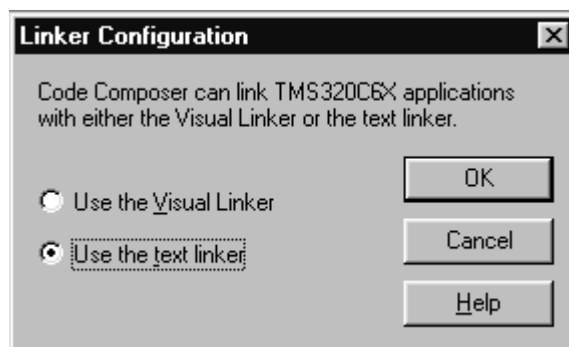 Linker Configuration
Code Composer can link TMS320C6X applications
with either the Visual Linker or the text linker.
OK
Use the Visual Linker
Cancel
Use the text linker
Help